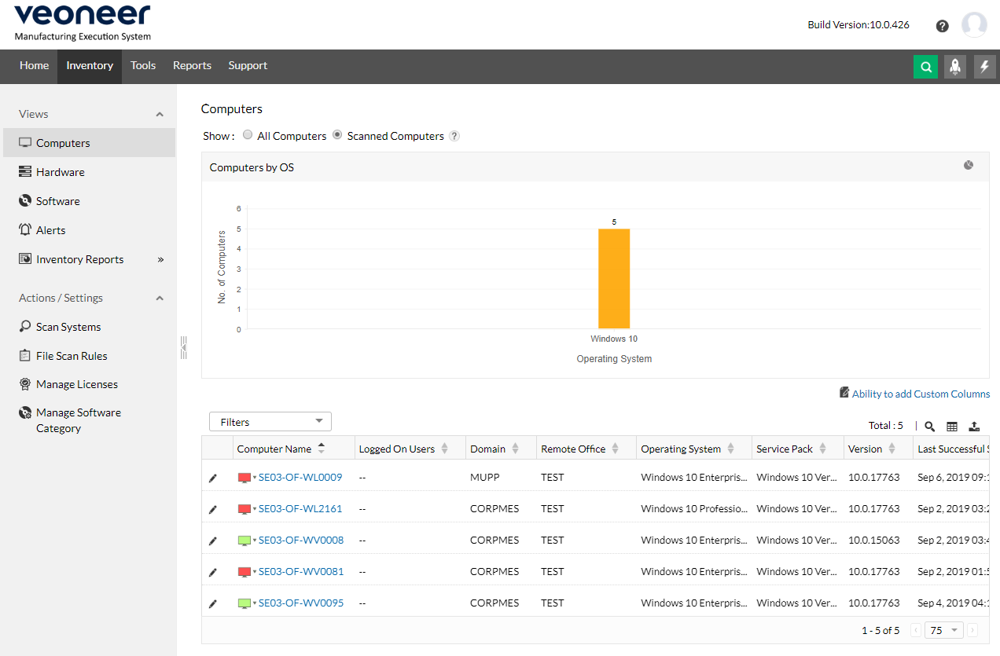 veoneer
Manufacturing Execution System
Build Version:10.0.426
?
Home Inventory Tools Reports Support
Views
Computers
Hardware
Software
Alerts
Inventory Reports »
Actions / Settings
Scan Systems
File Scan Rules
Manage Licenses
Manage Software
Category
Computers
Show : All Computers Scanned Computers ?
Computers by OS
6
5
4
3
2
1
0
No. of Computers
5
Windows 10
Operating System
Ability to add Custom Columns
Filters
Total : 5
Computer Name Logged On Users Domain Remote Office Operating System Service Pack Version Last Successful
SE03-OF-WL0009 -- MUPP TEST Windows 10 Enterpris... Windows 10 Ver... 10.0.17763 Sep 6, 2019 09:1
SE03-OF-WL2161 -- CORPMES TEST Windows 10 Professio... Windows 10 Ver... 10.0.17763 Sep 2, 2019 03:2
SE03-OF-WV0008 -- CORPMES TEST Windows 10 Enterpris... Windows 10 Ver... 10.0.15063 Sep 2, 2019 03:4
SE03-OF-WV0081 -- CORPMES TEST Windows 10 Enterpris... Windows 10 Ver... 10.0.17763 Sep 2, 2019 01:5
SE03-OF-WV0095 -- CORPMES TEST Windows 10 Enterpris... Windows 10 Ver... 10.0.17763 Sep 4, 2019 04:1
1 - 5 of 5 ‹ 75 ›